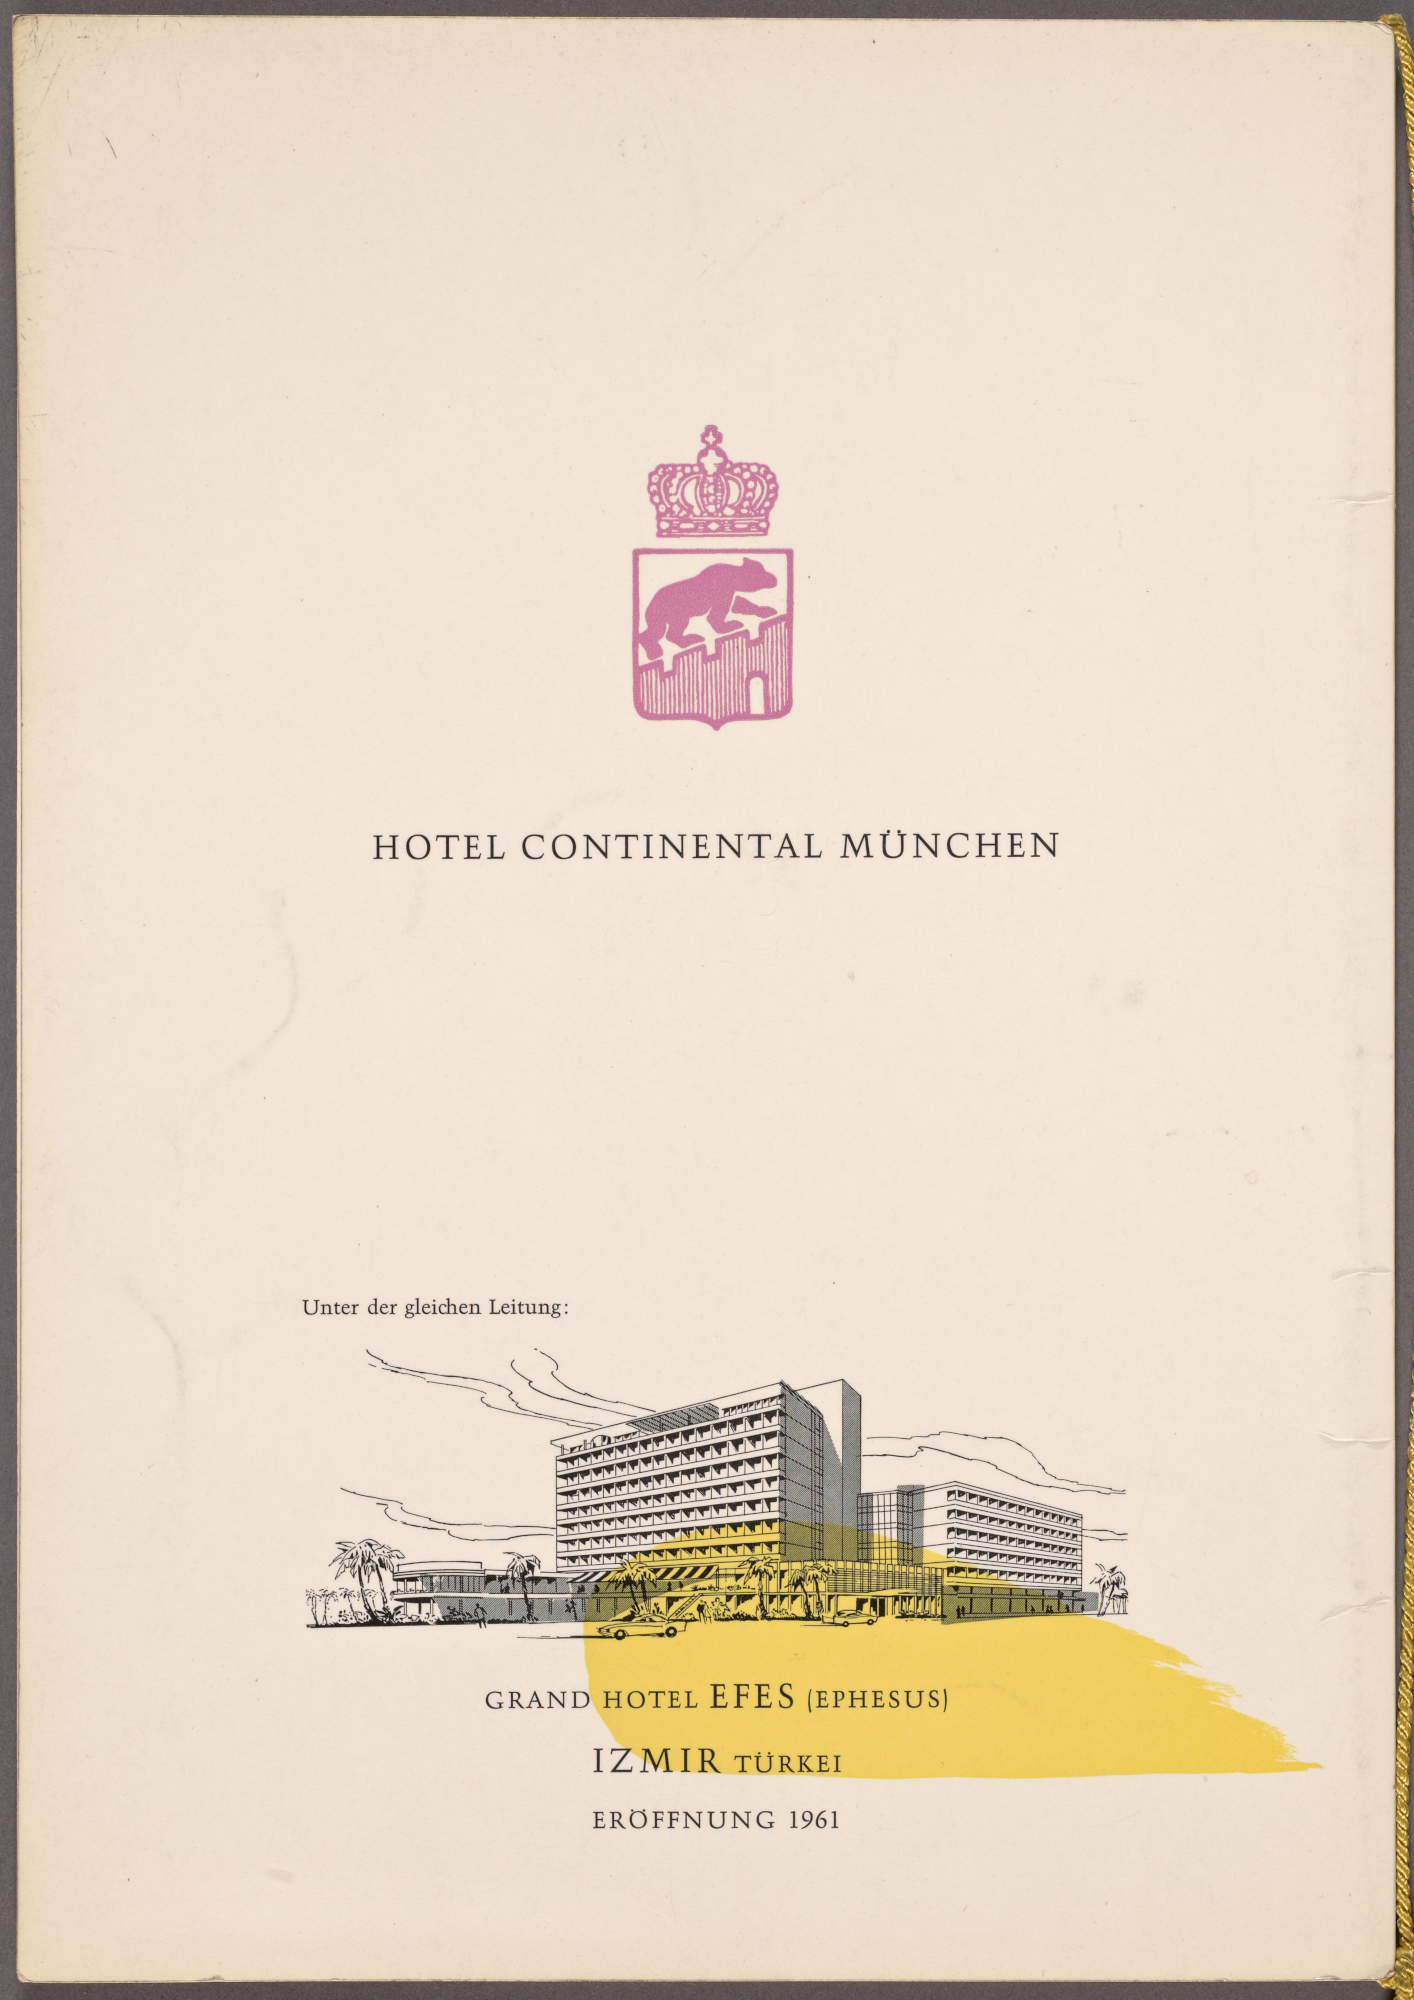 HOTEL CONTINENTAL MÜNCHEN
Unter der gleichen Leitung:
GRAND HOTEL EFES (EPHESUS)
IZMIR TÜRKEI
ERÖFFNUNG 1961